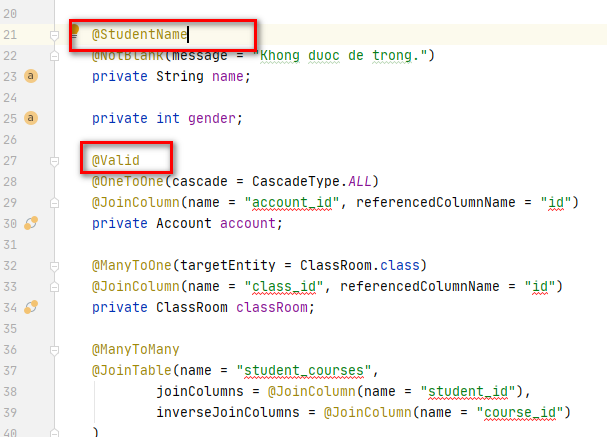 20
21 @StudentName
22 @NotBlank(message = "Khong duoc de trong.")
23 a private String name;
24
25 a private int gender;
26
27 @Valid
28 @OneToOne(cascade = CascadeType.ALL)
29 @JoinColumn(name = "account_id", referencedColumnName = "id")
30 private Account account;
31
32 @ManyToOne(targetEntity = ClassRoom.class)
33 @JoinColumn(name = "class_id", referencedColumnName = "id")
34 private ClassRoom classRoom;
35
36 @ManyToMany
37 @JoinTable(name = "student_courses",
38 joinColumns = @JoinColumn(name = "student_id"),
39 inverseJoinColumns = @JoinColumn(name = "course_id")
40 )